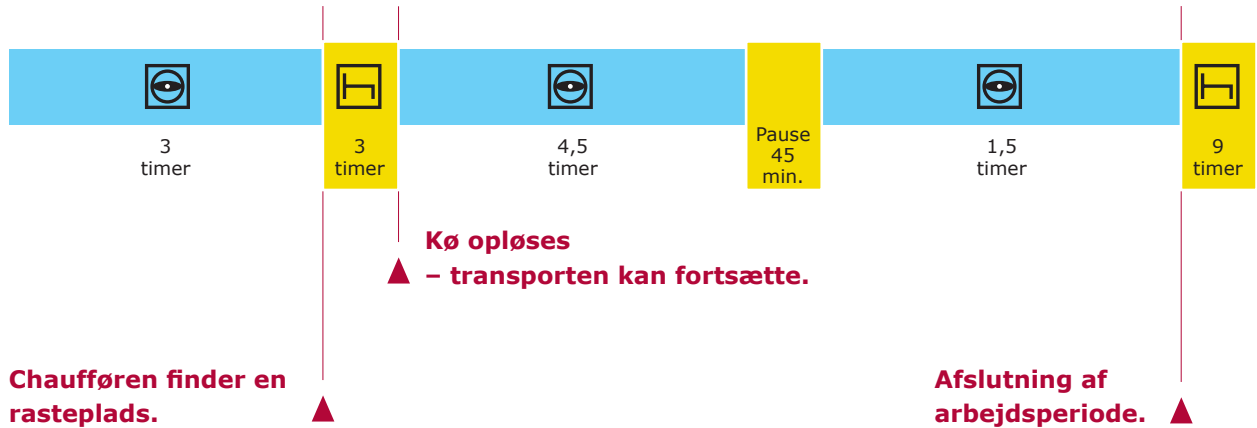 3
timer
3
timer
4,5
timer
Pause
45
min.
1,5
timer
9
timer
Kø opløses
– transporten kan fortsætte.
Chaufføren finder en
rasteplads.
Afslutning af
arbejdsperiode.